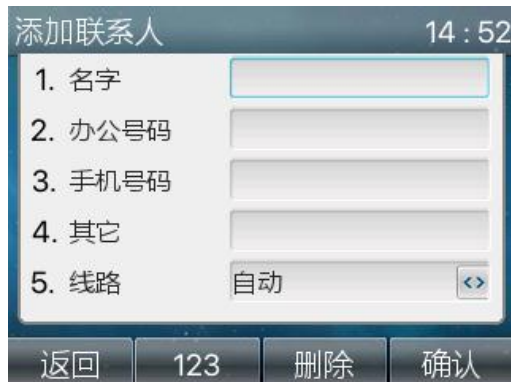 添加联系人 14 : 52
1. 名字
2. 办公号码
3. 手机号码
4. 其它
5. 线路 自动 <>
返回 123 删除 确认